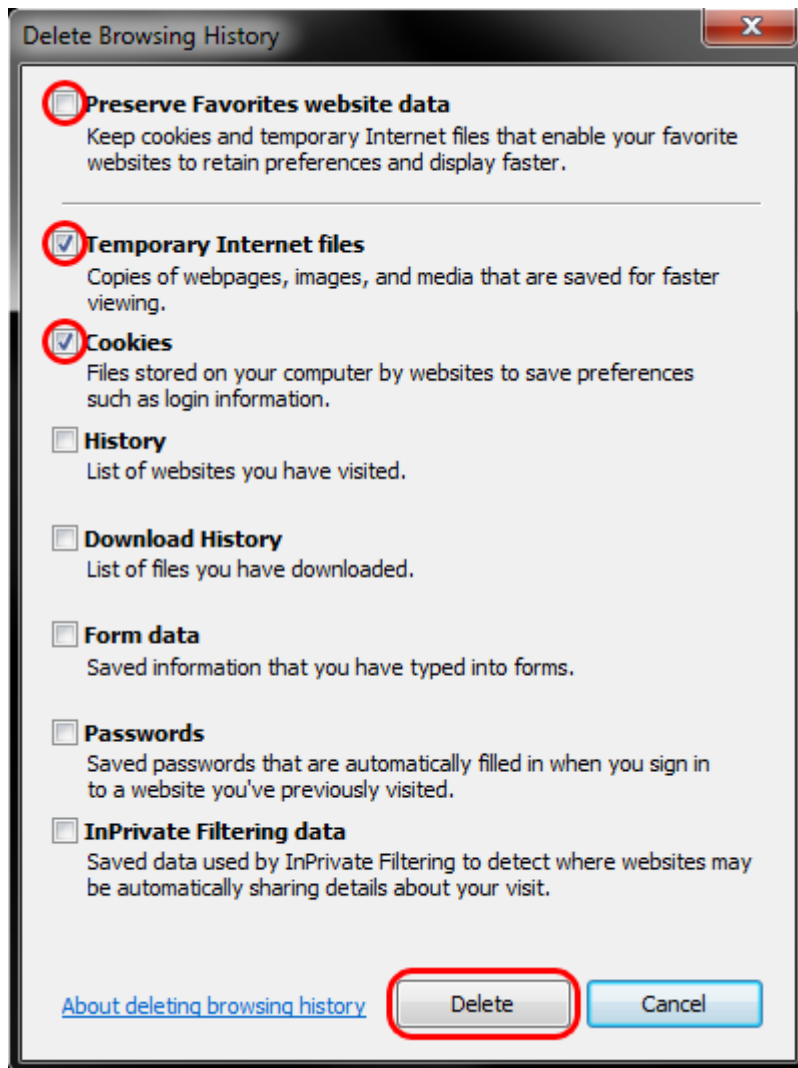 Delete Browsing History
Preserve Favorites website data
Keep cookies and temporary Internet files that enable your favorite
websites to retain preferences and display faster.
Temporary Internet files
Copies of webpages, images, and media that are saved for faster
viewing.
Cookies
Files stored on your computer by websites to save preferences
such as login information.
History
List of websites you have visited.
Download History
List of files you have downloaded.
Form data
Saved information that you have typed into forms.
Passwords
Saved passwords that are automatically filled in when you sign in
to a website you've previously visited.
InPrivate Filtering data
Saved data used by InPrivate Filtering to detect where websites may
be automatically sharing details about your visit.
About deleting browsing history Delete Cancel